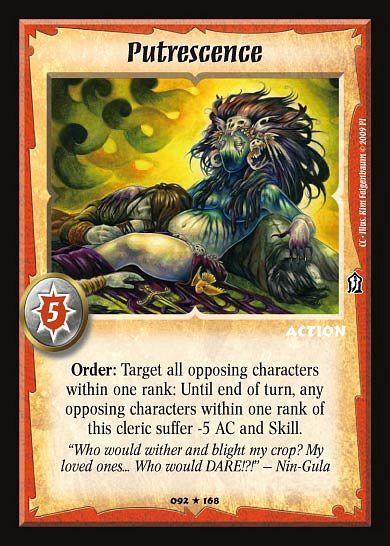 Putrescence
CC • Illus. Kim Feigenbaum © 2009 PI
5
ACTION
Order: Target all opposing characters
within one rank: Until end of turn, any
opposing characters within one rank of
this cleric suffer -5 AC and Skill.
“Who would wither and blight my crop? My
loved ones... Who would DARE!?!” – Nin-Gula
092 ★ 168